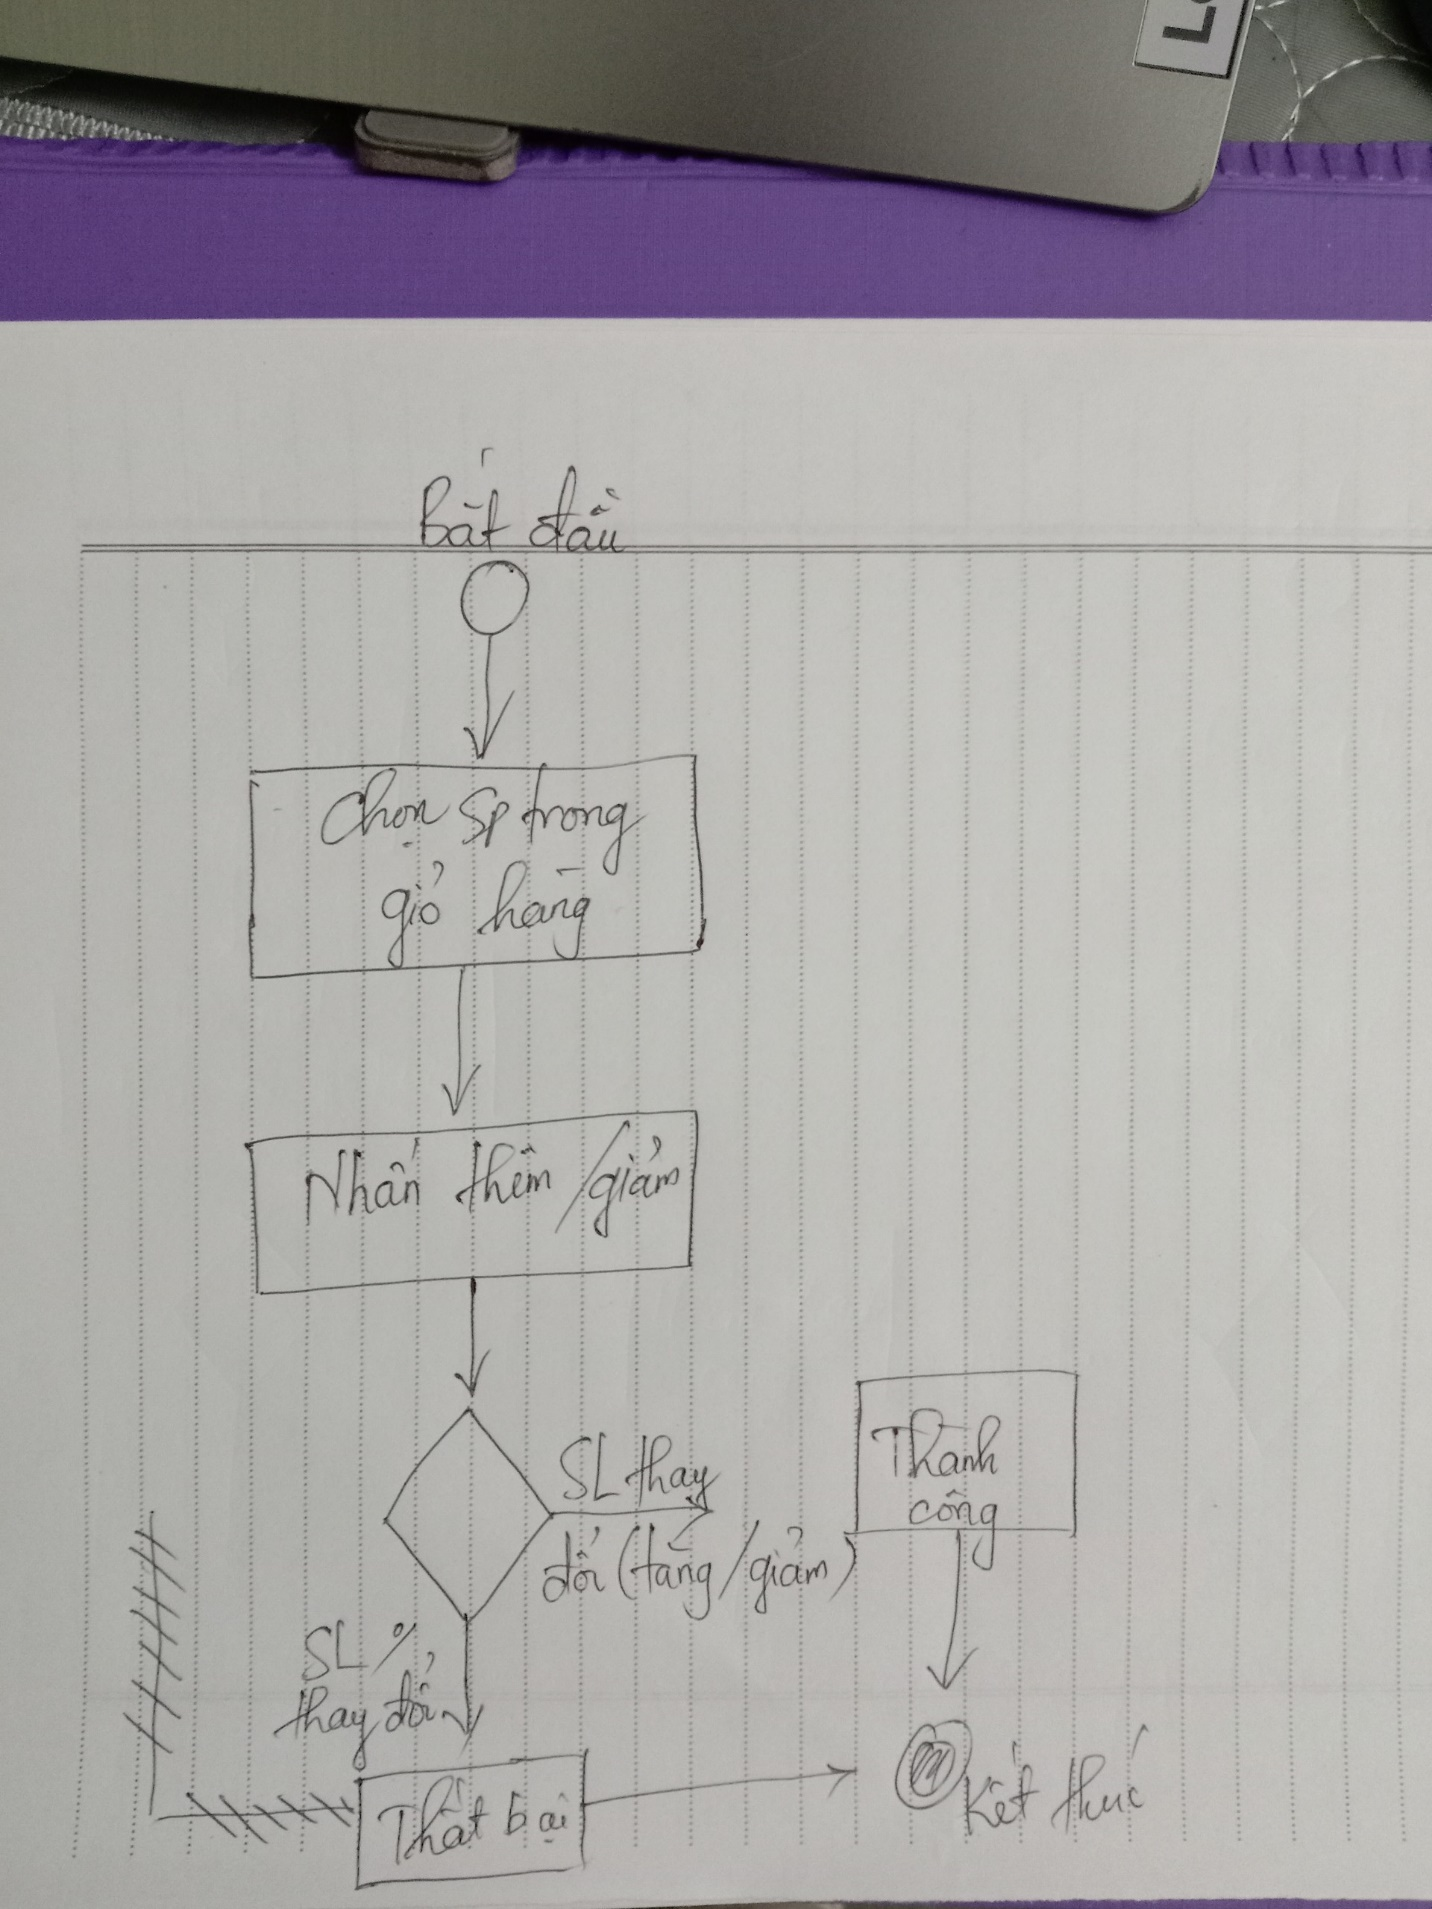 Bắt đầu
Chọn sp trong
giỏ hàng
Nhấn thêm /giảm
SL thay
đổi (tăng/giảm)
Thành
công
SL %
thay đổi
Thất bại
Kết thúc